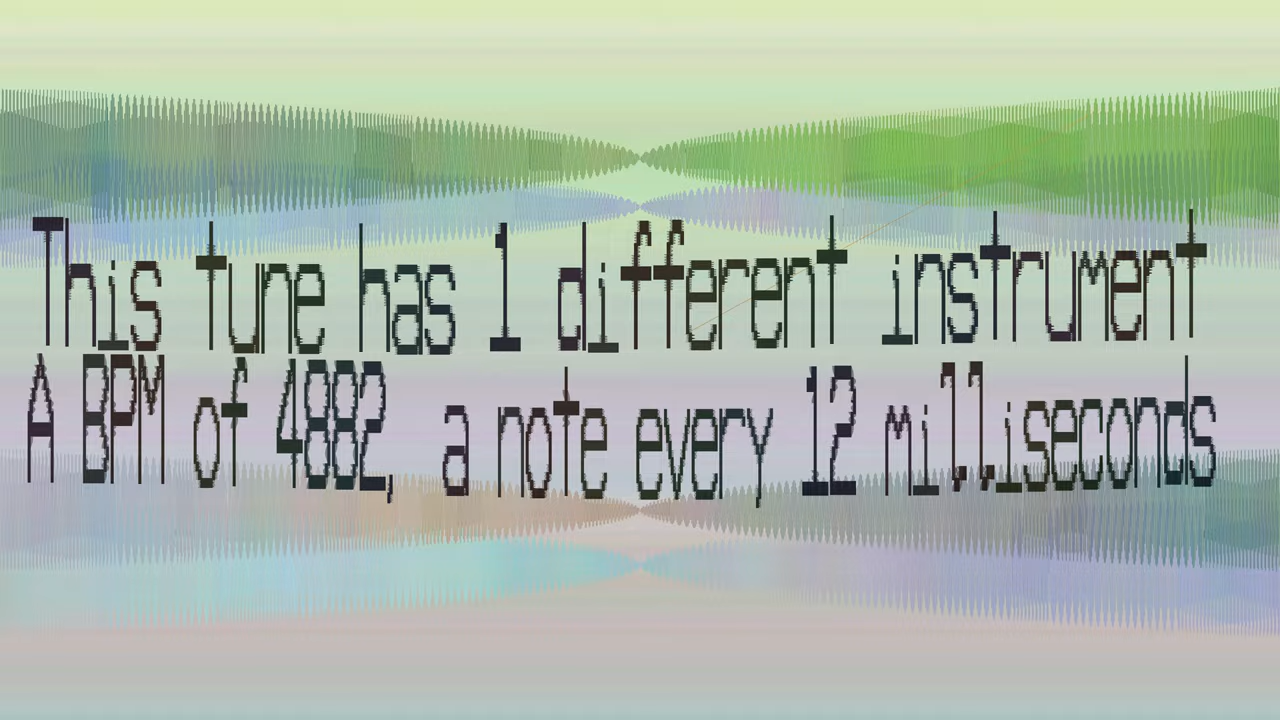 This tune has 1 different instrument
A BPM of 4882, a note every 12 milliseconds